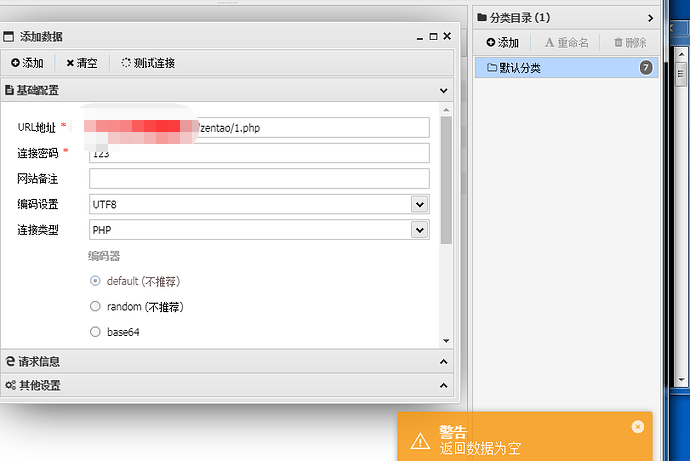 添加数据
添加 清空 测试连接
基础配置
URL地址 * /zentao/1.php
连接密码 * 123
网站备注
编码设置 UTF8
连接类型 PHP
编码器
default (不推荐)
random (不推荐)
base64
请求信息
其他设置
分类目录 (1)
添加 重命名 删除
默认分类 7
警告
返回数据为空